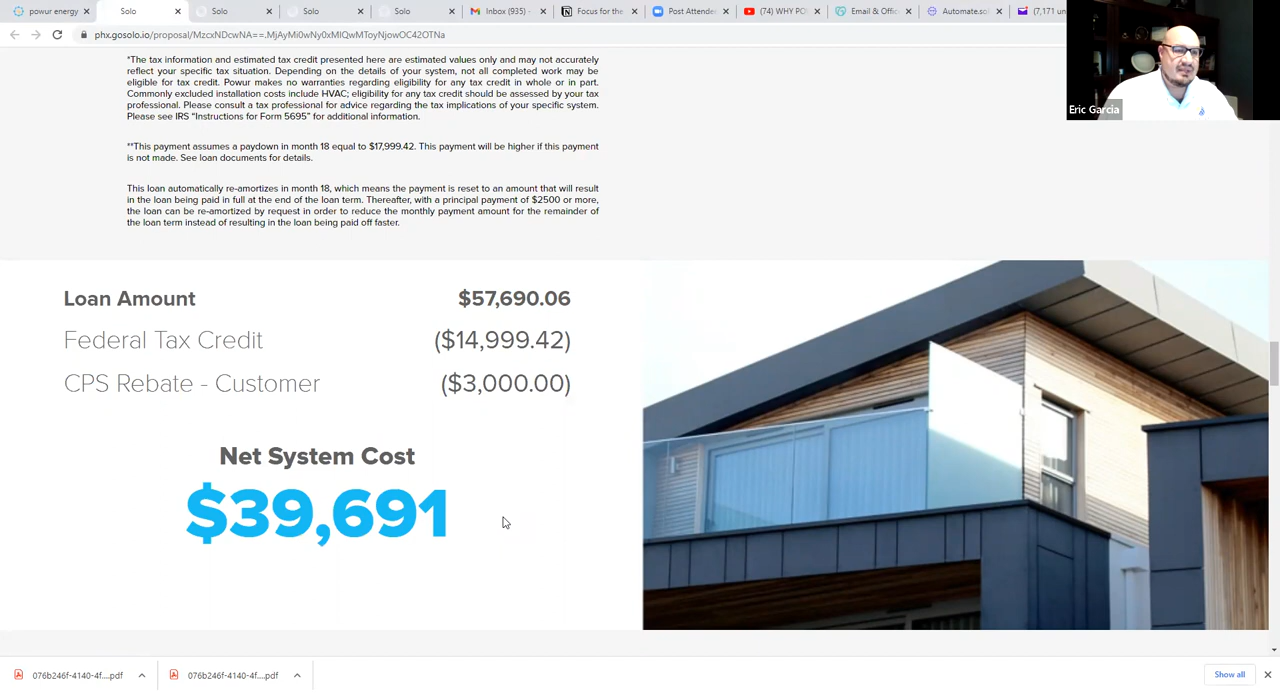 powur energy
Solo
Solo
Solo
Solo
Inbox (935) -
Focus for the
Post Attende
(74) WHY PO
Email & Offic
Automate.so
(7,171 un
phx.gosolo.io/proposal/MzcxNDcwNA==.MjAyMi0wNy0xMlQwMToyNjowOC42OTNa
Eric Garcia
*The tax information and estimated tax credit presented here are estimated values only and may not accurately
reflect your specific tax situation. Depending on the details of your system, not all completed work may be
eligible for tax credit. Powur makes no warranties regarding eligibility for any tax credit in whole or in part.
Commonly excluded installation costs include HVAC; eligibility for any tax credit should be assessed by your tax
professional. Please consult a tax professional for advice regarding the tax implications of your specific system.
Please see IRS "Instructions for Form 5695" for additional information.
**This payment assumes a paydown in month 18 equal to $17,999.42. This payment will be higher if this payment
is not made. See loan documents for details.
This loan automatically re-amortizes in month 18, which means the payment is reset to an amount that will result
in the loan being paid in full at the end of the loan term. Thereafter, with a principal payment of $2500 or more,
the loan can be re-amortized by request in order to reduce the monthly payment amount for the remainder of
the loan term instead of resulting in the loan being paid off faster.
Loan Amount $57,690.06
Federal Tax Credit ($14,999.42)
CPS Rebate - Customer ($3,000.00)
Net System Cost
$39,691
076b246f-4140-4f....pdf
076b246f-4140-4f....pdf
Show all